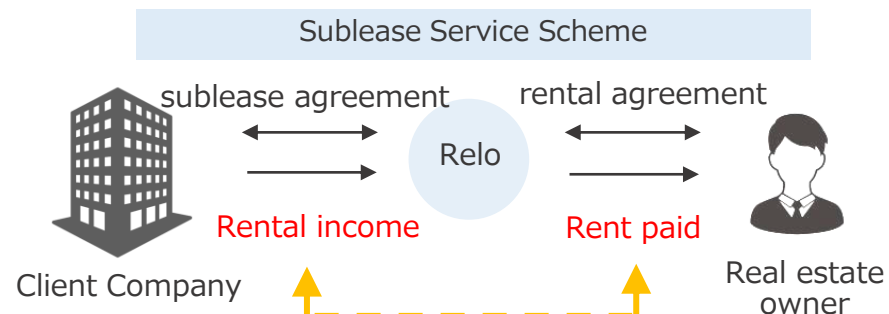 Sublease Service Scheme
sublease agreement
rental agreement
Relo
Rental income
Rent paid
Client Company
Real estate
owner